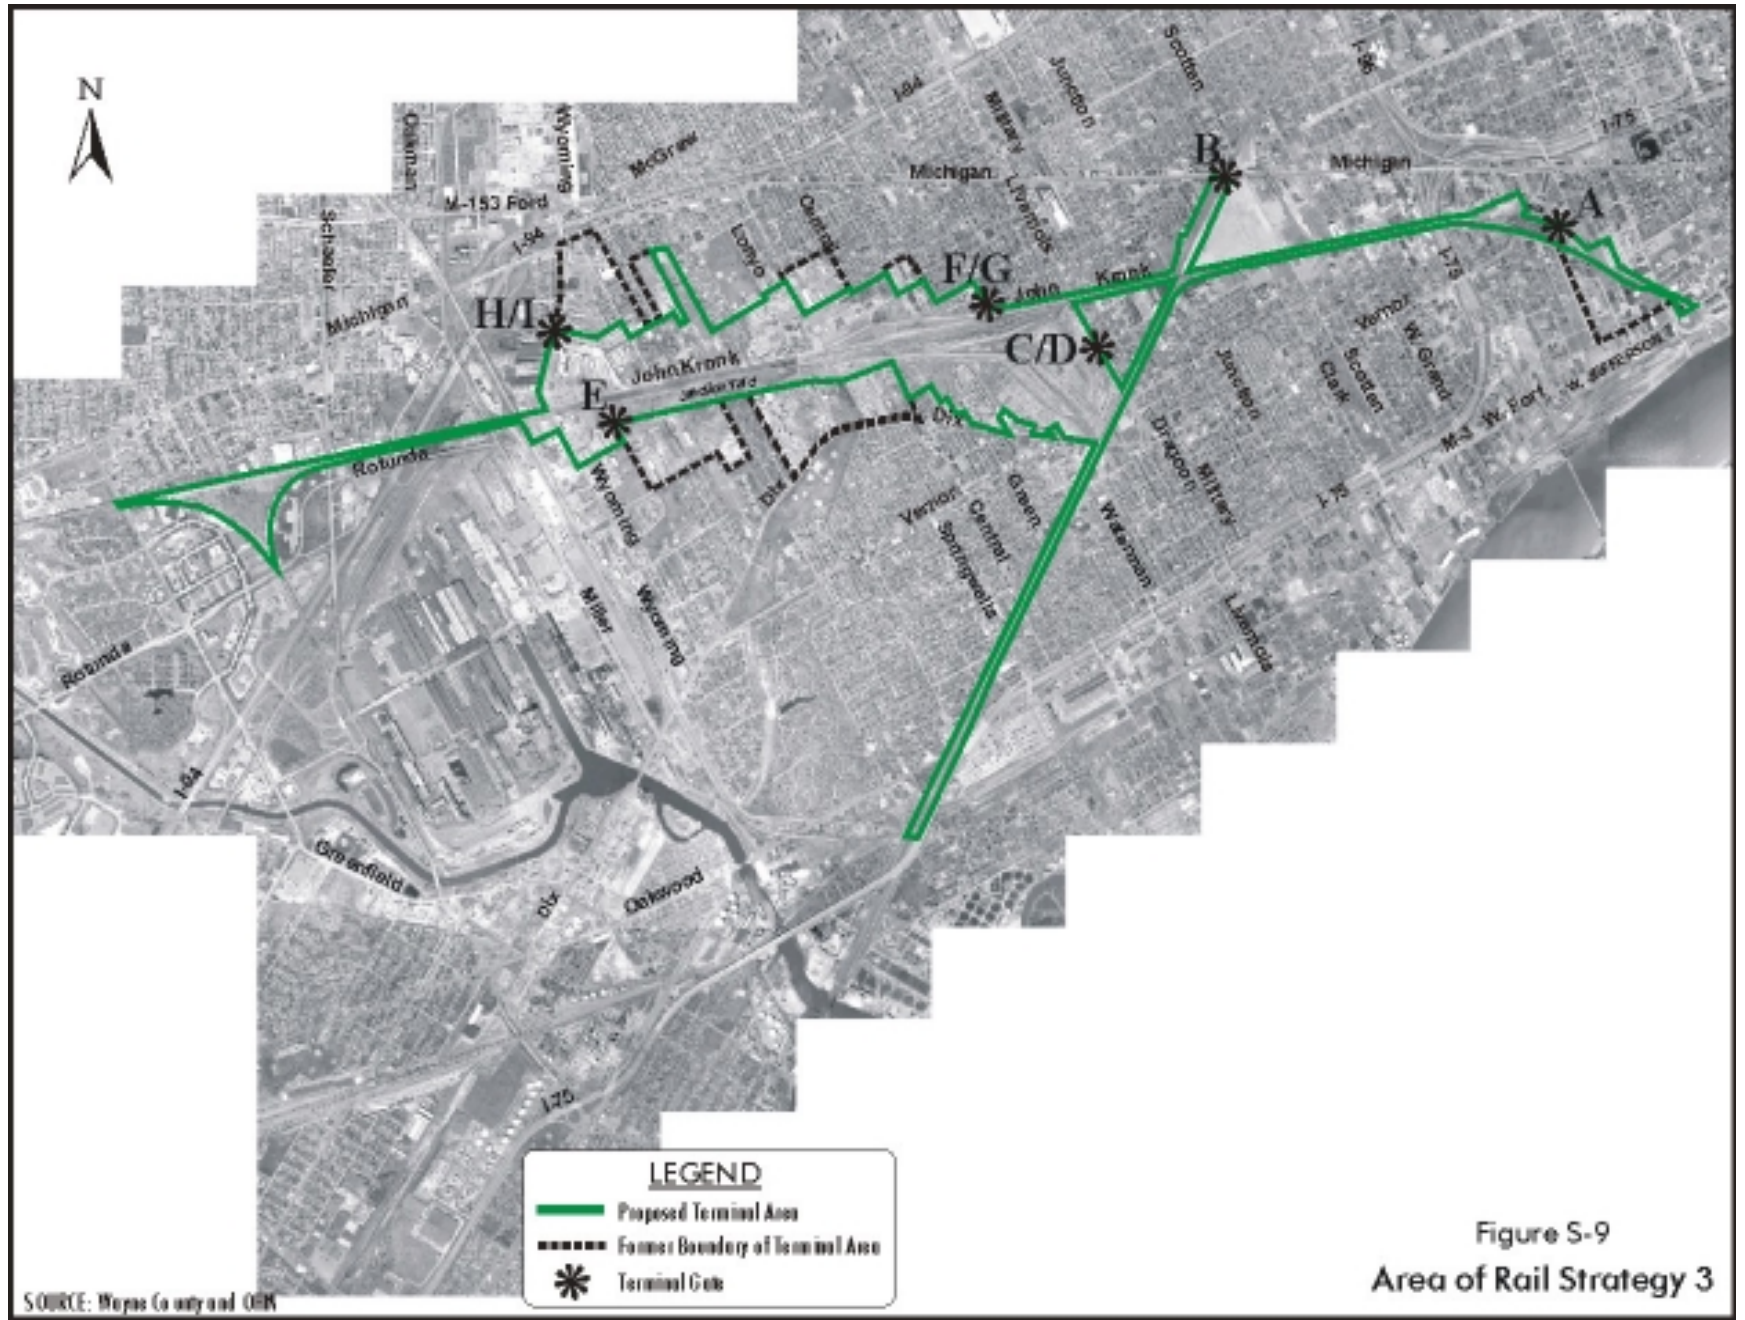 N
Scotten
I-96
Junction
I-94
Military
I-75
Oakman
Wyoming
McGraw
B
Michigan
Michigan
M-153 Ford
Livernois
A
Schaefer
I-94
Lonyo
Central
F/G
I-75
John Kronk
Michigan
H/I
C/D
Vernor
W. Grand
John Kronk
Junction
Scotten
Clark
W. JEFFERSON
E
Dix
M-3 W. Fort
Rotunda
Dragoon
Military
Wyoming
Dix
Vernor
Green
Central
Springwells
I-75
Waterman
Miller
Wyoming
Livernois
Rotunda
I-94
Greenfield
Dix
Oakwood
I-75
LEGEND
Proposed Terminal Area
Former Boundary of Terminal Area
Terminal Gate
Figure S-9
Area of Rail Strategy 3
SOURCE: Wayne County and